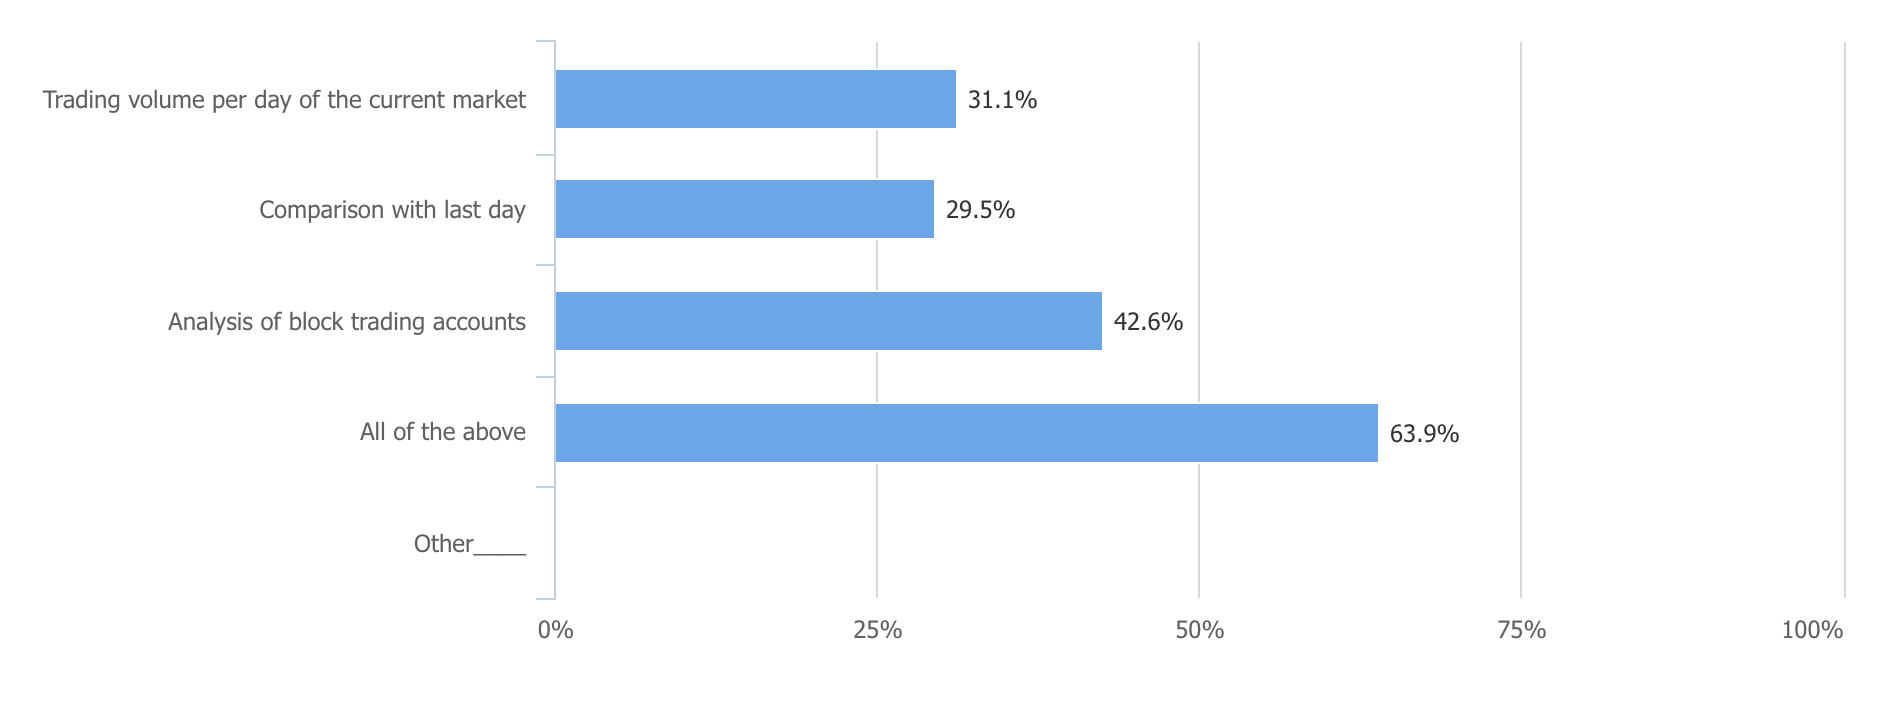 Trading volume per day of the current market
31.1%
Comparison with last day
29.5%
Analysis of block trading accounts
42.6%
All of the above
63.9%
Other____
0%
25%
50%
75%
100%